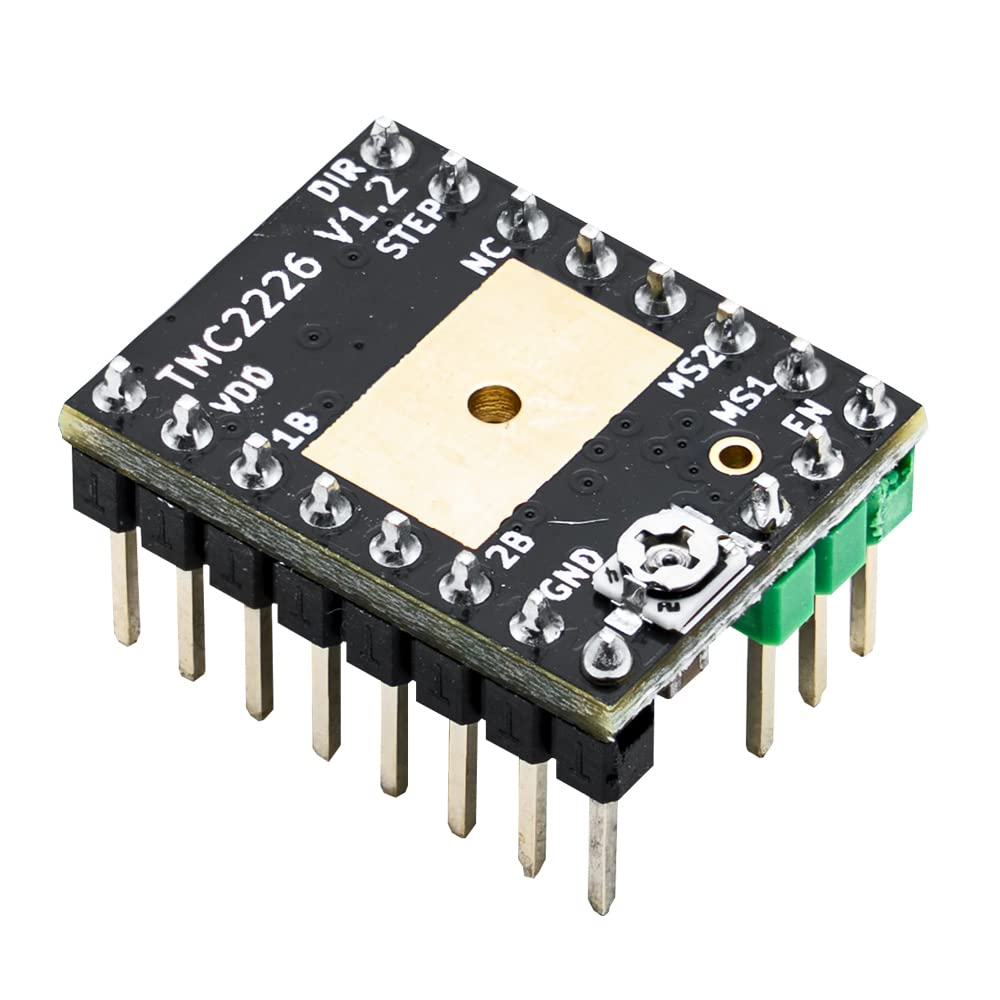 DIR
STEP
NC
MS2
MS1
EN
TMC2226 V1.2
VDD
1B
2B
GND